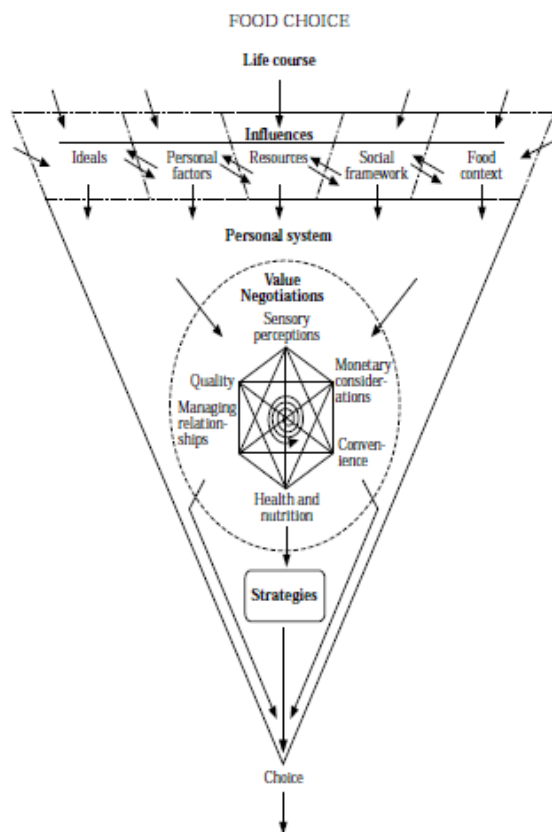 FOOD CHOICE
Life course
Influences
Ideals
Personal
factors
Resources
Social
framework
Food
context
Personal system
Value
Negotiations
Sensory
perceptions
Quality
Monetary
consider-
ations
Managing
relation-
ships
Conven-
ience
Health and
nutrition
Strategies
Choice